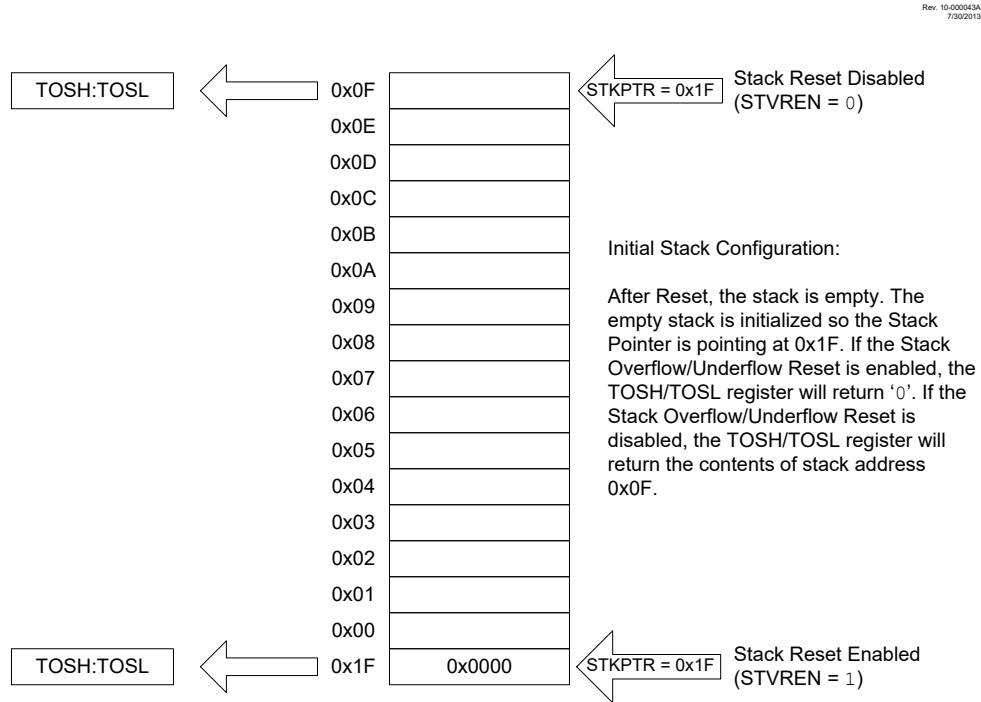 Rev. 10-000043A
7/30/2013
TOSH:TOSL
0x0F
STKPTR = 0x1F
Stack Reset Disabled
(STVREN = 0)
0x0E
0x0D
0x0C
0x0B
0x0A
0x09
0x08
0x07
0x06
0x05
0x04
0x03
0x02
0x01
0x00
Initial Stack Configuration:
After Reset, the stack is empty. The
empty stack is initialized so the Stack
Pointer is pointing at 0x1F. If the Stack
Overflow/Underflow Reset is enabled, the
TOSH/TOSL register will return ‘0’. If the
Stack Overflow/Underflow Reset is
disabled, the TOSH/TOSL register will
return the contents of stack address
0x0F.
TOSH:TOSL
0x1F
0x0000
STKPTR = 0x1F
Stack Reset Enabled
(STVREN = 1)